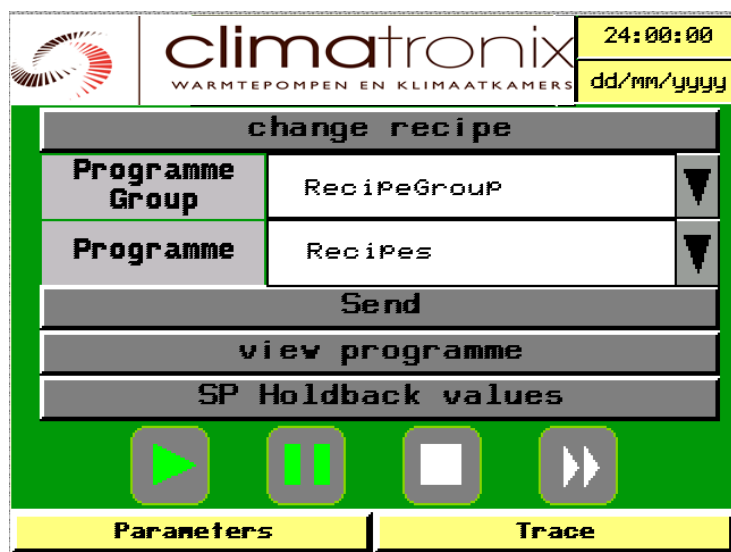 climatronix
WARMTEPOMPEN EN KLIMAATKAMERS
24:00:00
dd/mm/yyyy
change recipe
Programme
Group
RecipeGroup
Programme
Recipes
Send
view programme
SP Holdback values
Parameters
Trace